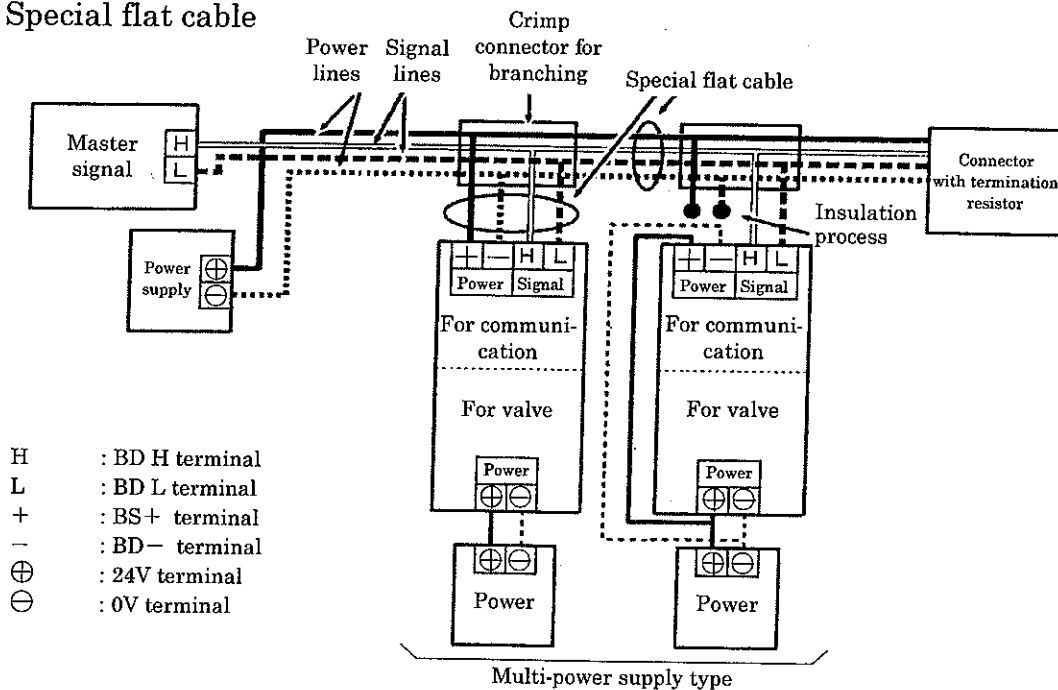 Special flat cable
Power
lines
Signal
lines
Crimp
connector for
branching
Special flat cable
Master
signal
H
L
Power
supply
⊕
⊖
Connector
with termination
resistor
Insulation
process
+ − H L
Power Signal
For communi-
cation
For valve
Power
⊕ ⊖
⊕ ⊖
Power
+ − H L
Power Signal
For communi-
cation
For valve
Power
⊕ ⊖
⊕ ⊖
Power
Multi-power supply type
H : BD H terminal
L : BD L terminal
+ : BS+ terminal
− : BD− terminal
⊕ : 24V terminal
⊖ : 0V terminal